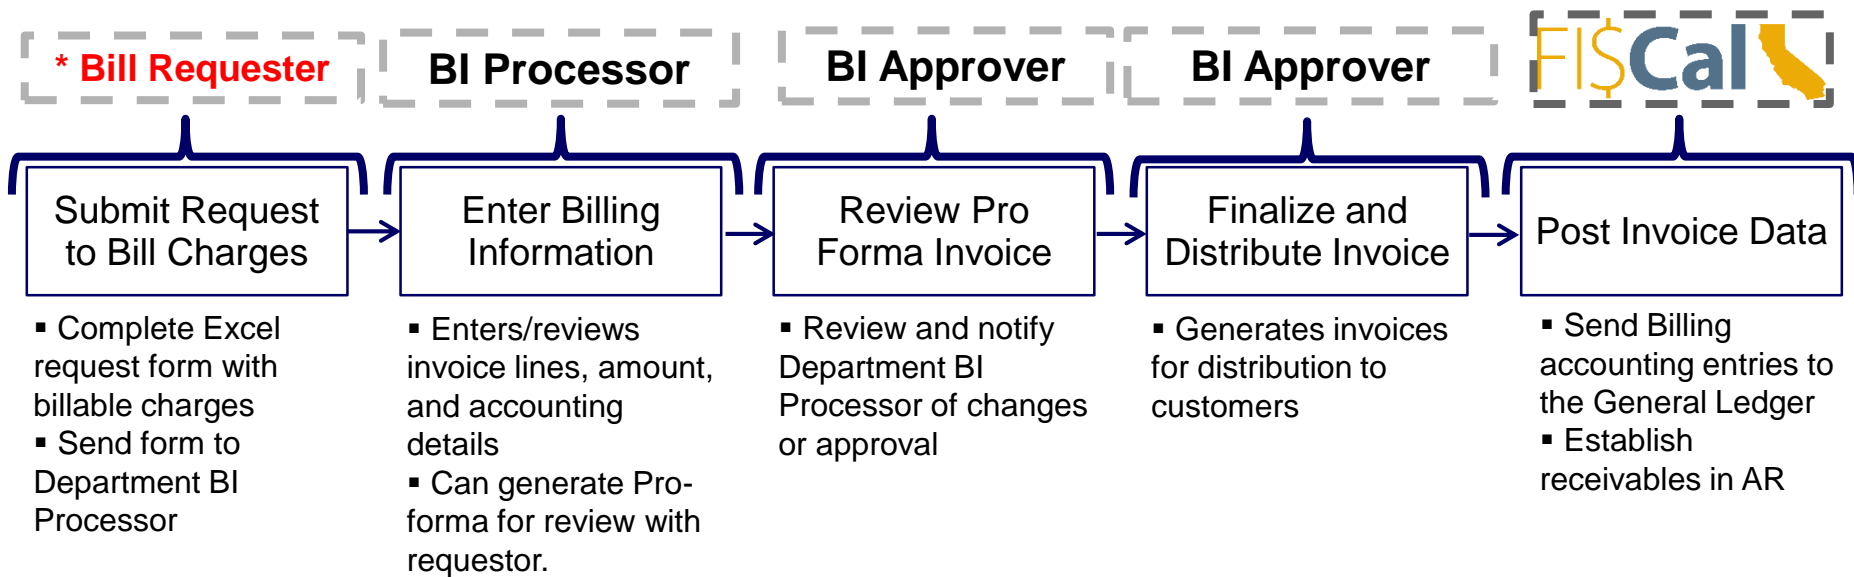 * Bill Requester
BI Processor
BI Approver
BI Approver
FI$Cal
Submit Request
to Bill Charges
Enter Billing
Information
Review Pro
Forma Invoice
Finalize and
Distribute Invoice
Post Invoice Data
▪ Complete Excel
request form with
billable charges
▪ Send form to
Department BI
Processor
▪ Enters/reviews
invoice lines, amount,
and accounting
details
▪ Can generate Pro-
forma for review with
requestor.
▪ Review and notify
Department BI
Processor of changes
or approval
▪ Generates invoices
for distribution to
customers
▪ Send Billing
accounting entries to
the General Ledger
▪ Establish
receivables in AR